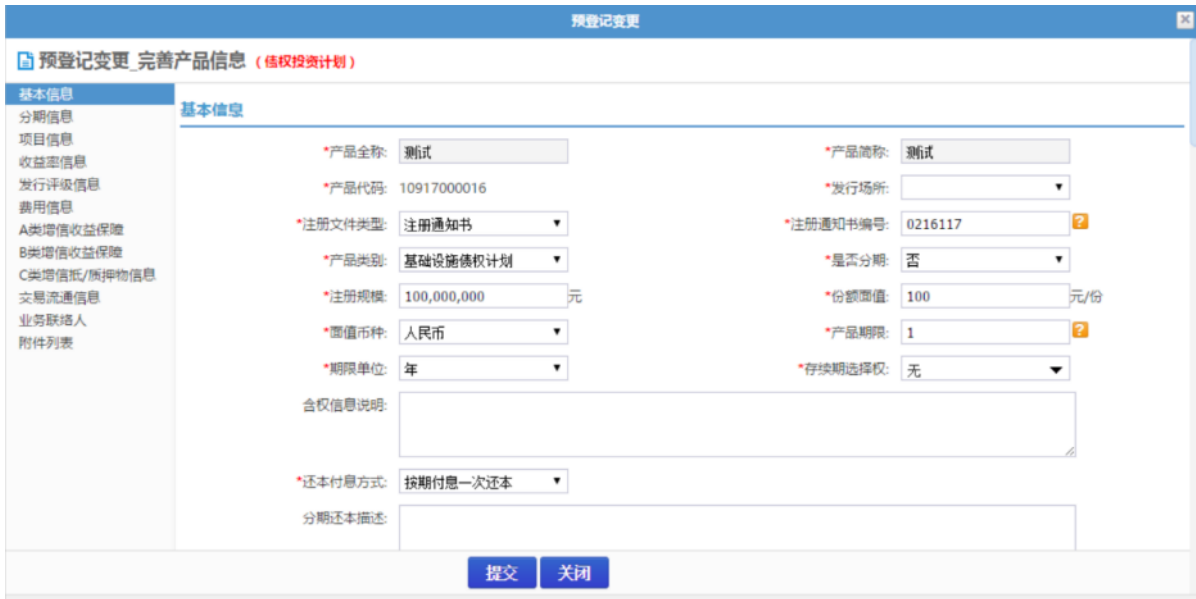 预登记变更
预登记变更_完善产品信息 (债权投资计划)
基本信息
分期信息
项目信息
收益率信息
发行评级信息
费用信息
A类增信收益保障
B类增信收益保障
C类增信抵/质押物信息
交易流通信息
业务联络人
附件列表
基本信息
*产品全称: 测试 *产品简称: 测试
*产品代码: 10917000016 *发行场所:
*注册文件类型: 注册通知书 *注册通知书编号: 0216117 ?
*产品类别: 基础设施债权计划 *是否分期: 否
*注册规模: 100,000,000 元 *份额面值: 100 元/份
*面值币种: 人民币 *产品期限: 1 ?
*期限单位: 年 *存续期选择权: 无
含权信息说明:
*还本付息方式: 按期付息一次还本
分期还本描述:
提交 关闭